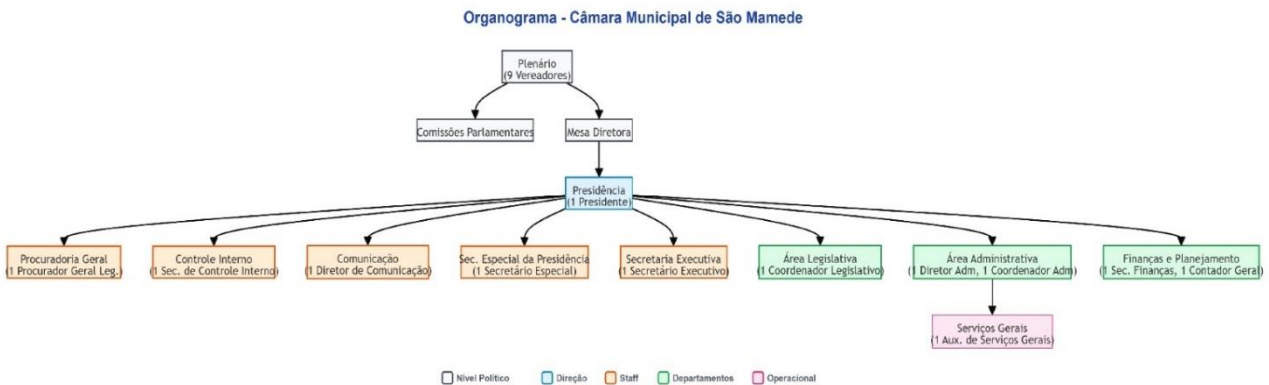 Organograma - Câmara Municipal de São Mamede
Plenário
(9 Vereadores)
Comissões Parlamentares
Mesa Diretora
Presidência
(1 Presidente)
Procuradoria Geral
(1 Procurador Geral Leg.)
Controle Interno
(1 Sec. de Controle Interno)
Comunicação
(1 Diretor de Comunicação)
Sec. Especial da Presidência
(1 Secretário Especial)
Secretaria Executiva
(1 Secretário Executivo)
Área Legislativa
(1 Coordenador Legislativo)
Área Administrativa
(1 Diretor Adm, 1 Coordenador Adm)
Finanças e Planejamento
(1 Sec. Finanças, 1 Contador Geral)
Serviços Gerais
(1 Aux. de Serviços Gerais)
Nível Político
Direção
Staff
Departamentos
Operacional